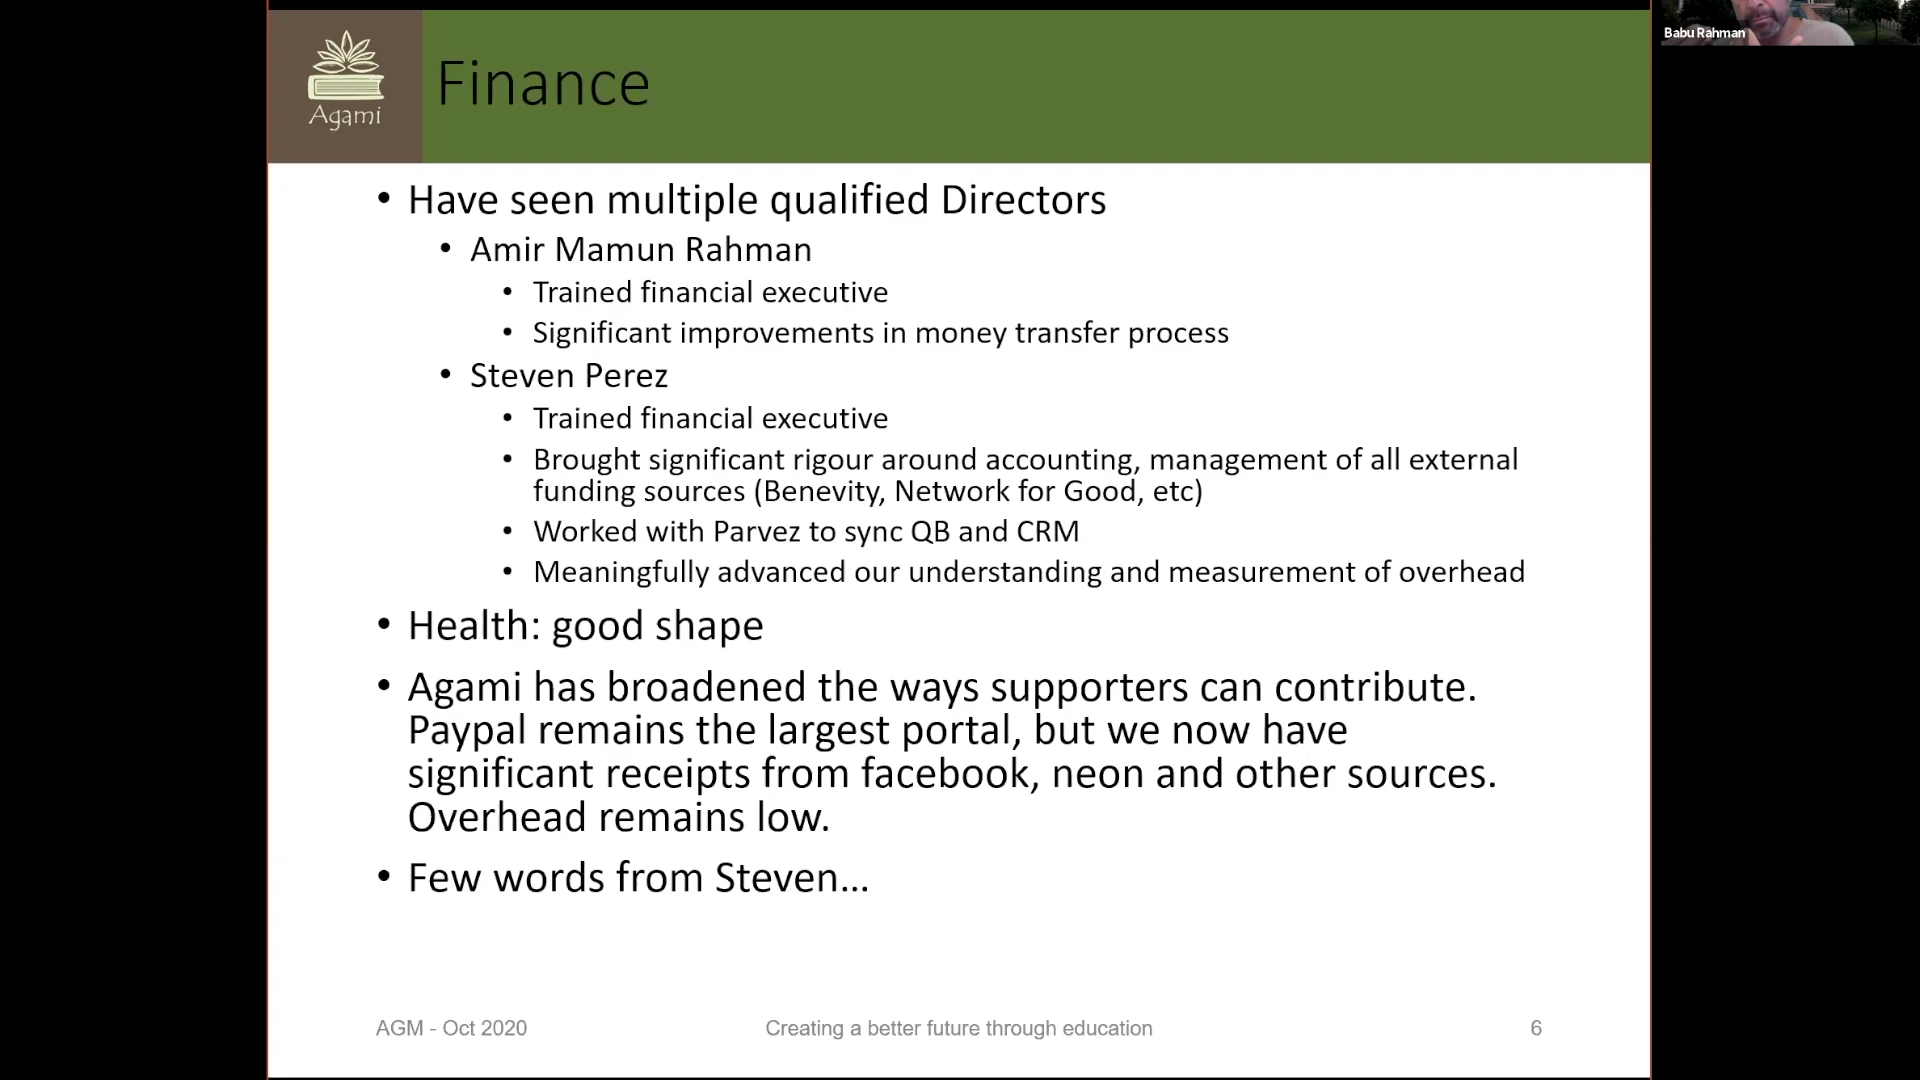 Agami
Finance
Babu Rahman
• Have seen multiple qualified Directors
• Amir Mamun Rahman
• Trained financial executive
• Significant improvements in money transfer process
• Steven Perez
• Trained financial executive
• Brought significant rigour around accounting, management of all external
funding sources (Benevity, Network for Good, etc)
• Worked with Parvez to sync QB and CRM
• Meaningfully advanced our understanding and measurement of overhead
• Health: good shape
• Agami has broadened the ways supporters can contribute.
Paypal remains the largest portal, but we now have
significant receipts from facebook, neon and other sources.
Overhead remains low.
• Few words from Steven...
AGM - Oct 2020
Creating a better future through education
6